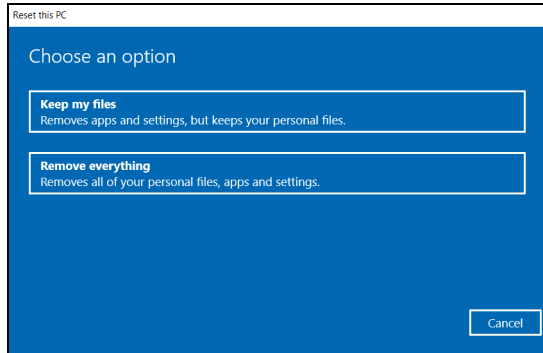 Reset this PC
Choose an option
Keep my files
Removes apps and settings, but keeps your personal files.
Remove everything
Removes all of your personal files, apps and settings.
Cancel